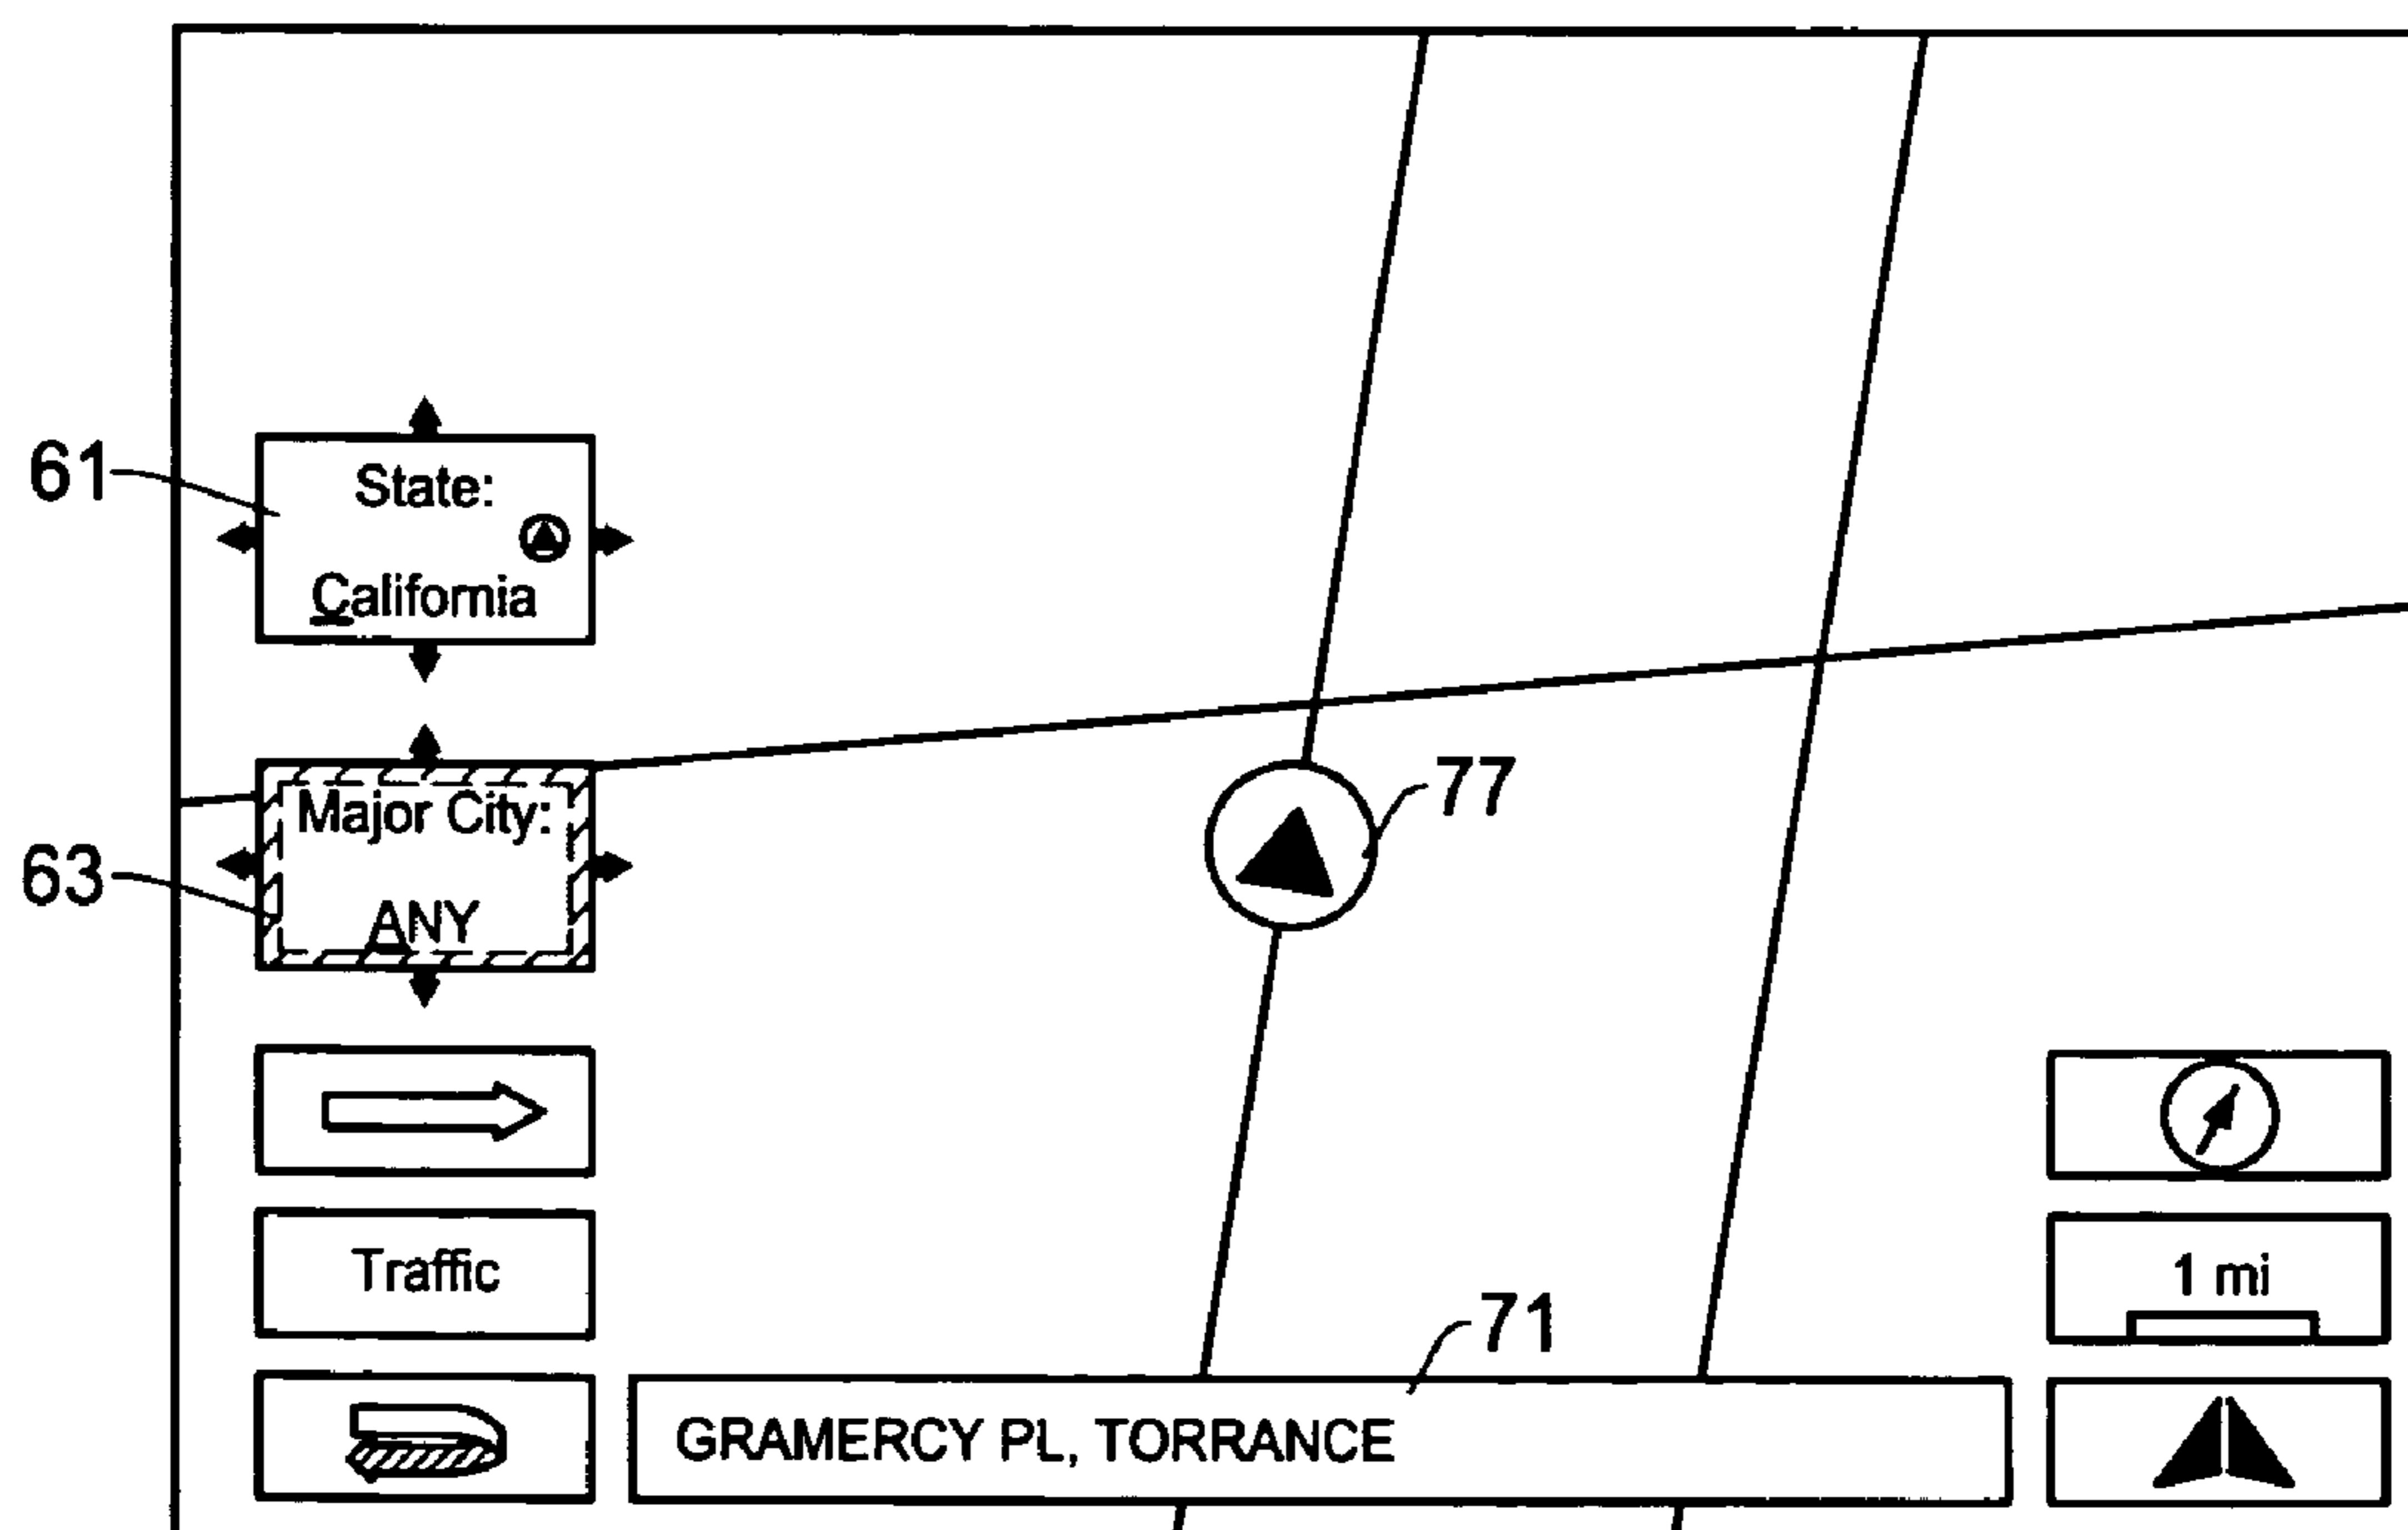 61
State:
California
77
63
Major City:
ANY
Traffic
1 mi
71
GRAMERCY PL, TORRANCE